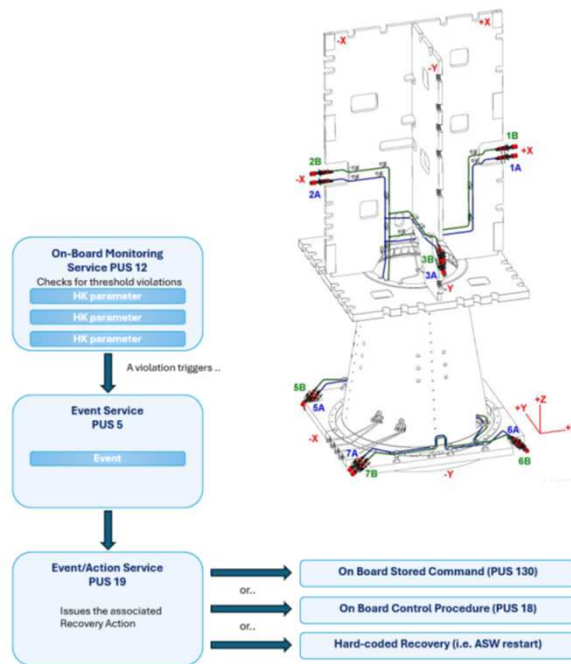 -X
+X
-Y
1B
+X
1A
2B
-X
2A
3B
3A
-Y
On-Board Monitoring
Service PUS 12
Checks for threshold violations
HK parameter
HK parameter
HK parameter
A violation triggers ..
Event Service
PUS 5
Event
5B
5A
-X
7A
7B
-Y
6A
6B
+Y
+Z
Event/Action Service
PUS 19
Issues the associated
Recovery Action
On Board Stored Command (PUS 130)
or..
On Board Control Procedure (PUS 18)
or..
Hard-coded Recovery (i.e. ASW restart)